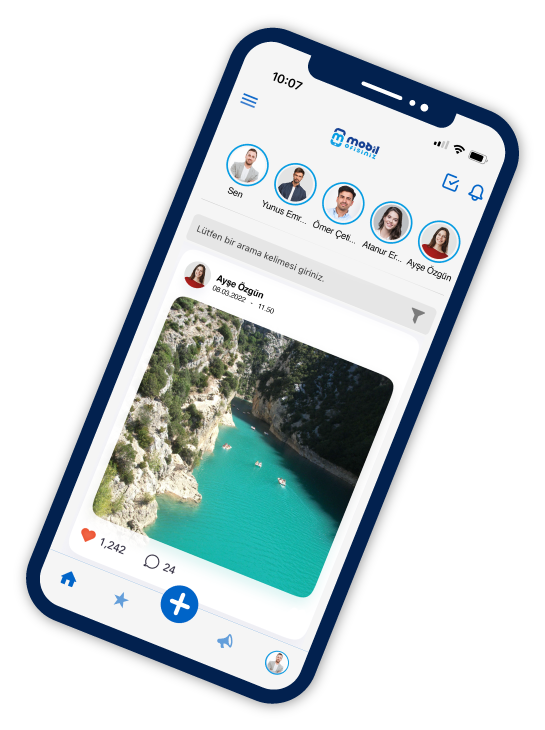 10:07
mobil
ofisiniz
Sen
Yunus Emr...
Ömer Çeti...
Atanur Er...
Ayşe Özgün
Lütfen bir arama kelimesi giriniz.
Ayşe Özgün
08.03.2022 - 11.50
1,242
24